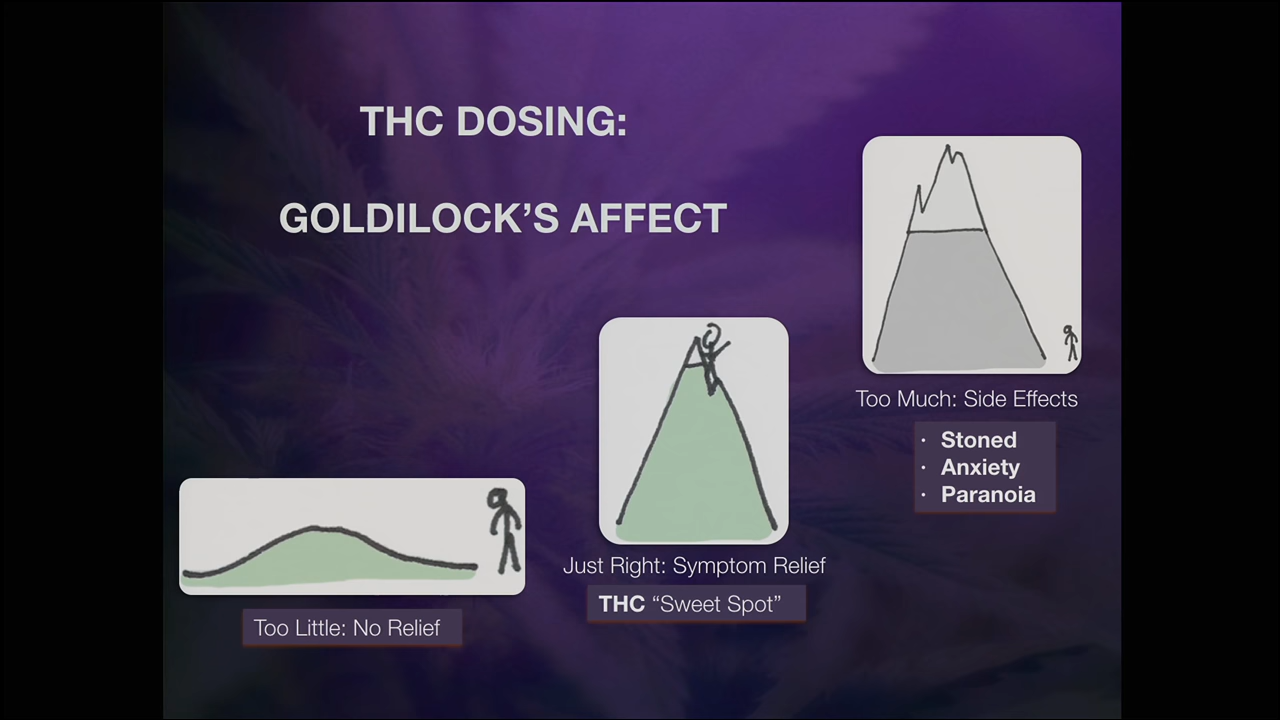 THC DOSING:
GOLDILOCK’S AFFECT
Too Much: Side Effects
· Stoned
· Anxiety
· Paranoia
Just Right: Symptom Relief
THC “Sweet Spot”
Too Little: No Relief